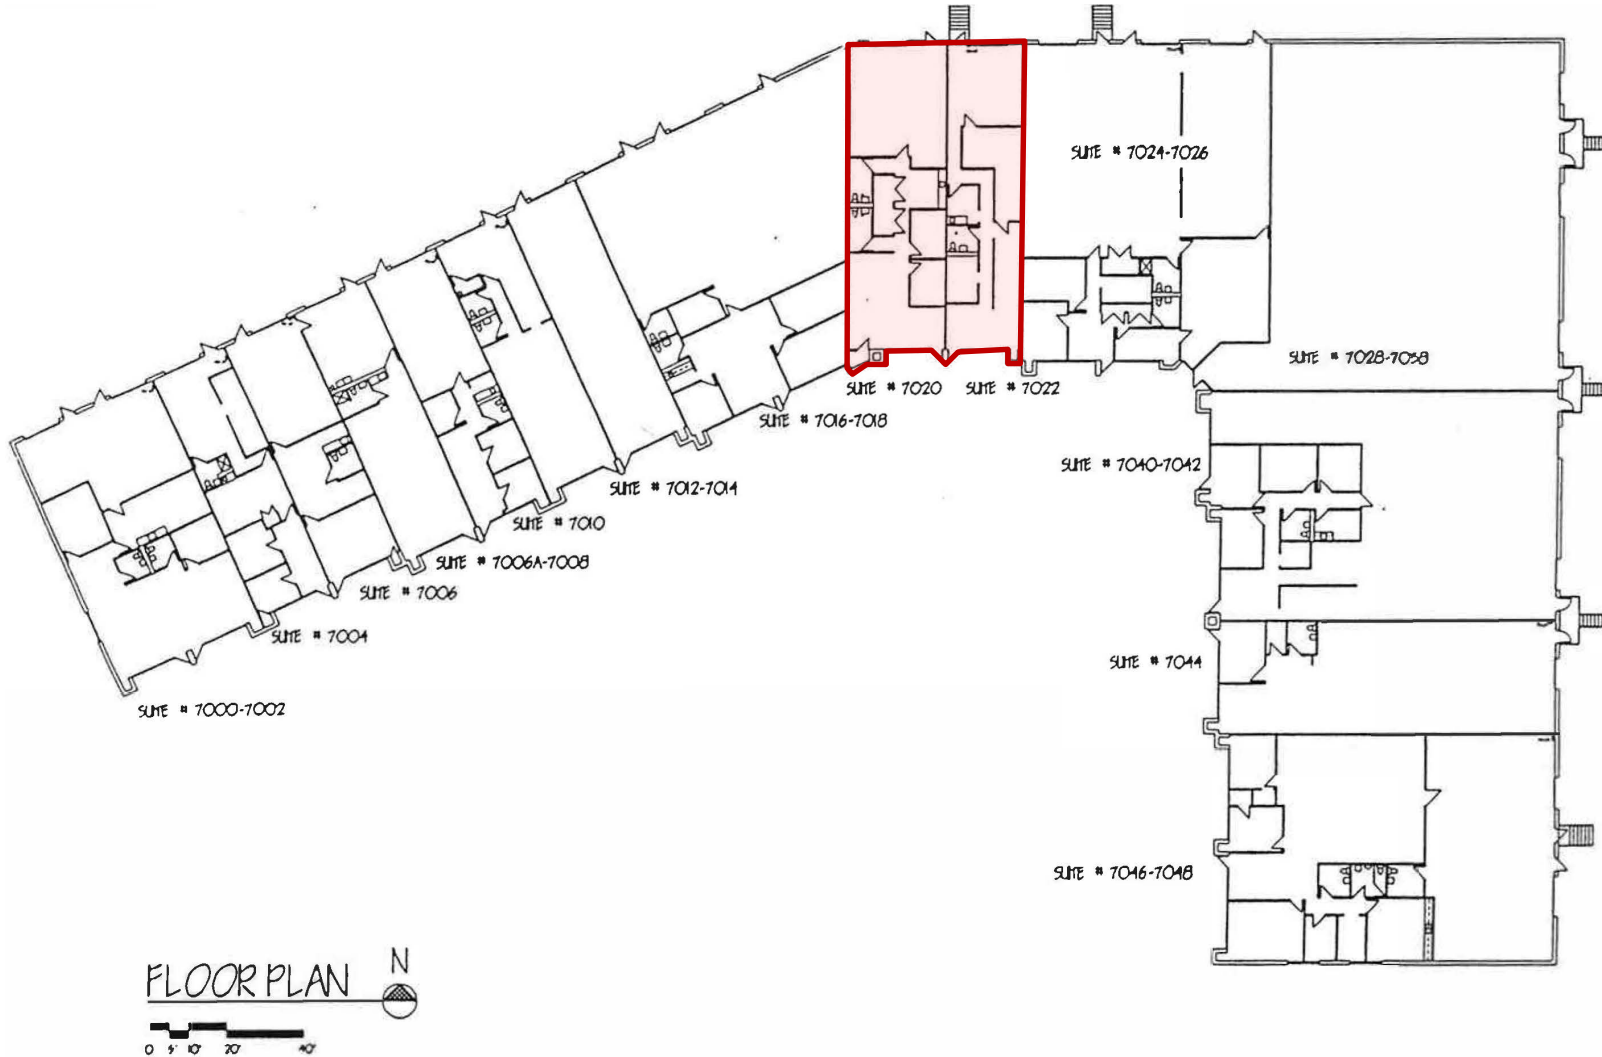 SUITE # 7024-7026
SUITE # 7028-7038
SUITE # 7020
SUITE # 7022
SUITE # 7016-7018
SUITE # 7040-7042
SUITE # 7012-7014
SUITE # 7010
SUITE # 7006A-7008
SUITE # 7006
SUITE # 7004
SUITE # 7044
SUITE # 7000-7002
SUITE # 7046-7048
FLOOR PLAN
N
0 5' 10' 20' 40'